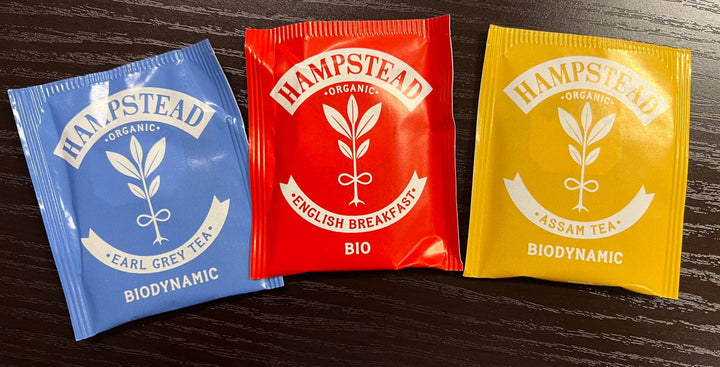 HAMPSTEAD
•ORGANIC•
•EARL GREY TEA•
BIODYNAMIC
HAMPSTEAD
•ORGANIC•
•ENGLISH BREAKFAST•
BIO
HAMPSTEAD
•ORGANIC•
•ASSAM TEA•
BIODYNAMIC